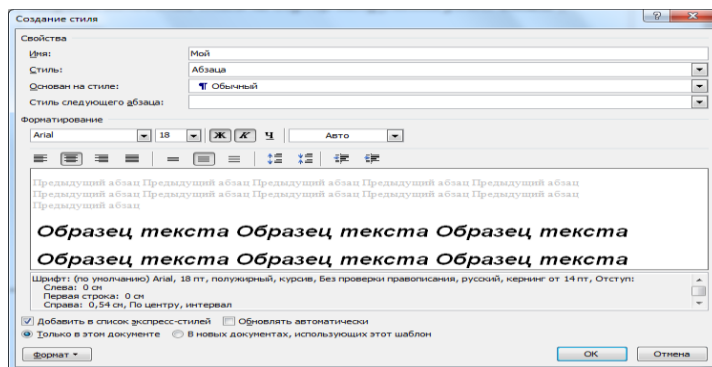 Создание стиля
Свойства
Имя: Мой
Стиль: Абзаца
Основан на стиле: ¶ Обычный
Стиль следующего абзаца:
Форматирование
Arial 18 Ж К Ч Авто
Предыдущий абзац Предыдущий абзац Предыдущий абзац Предыдущий абзац Предыдущий абзац
Предыдущий абзац Предыдущий абзац Предыдущий абзац Предыдущий абзац Предыдущий абзац
Предыдущий абзац
Образец текста Образец текста Образец текста
Образец текста Образец текста Образец текста
Шрифт: (по умолчанию) Arial, 18 пт, полужирный, курсив, Без проверки правописания, русский, кернинг от 14 пт, Отступ:
Слева: 0 см
Первая строка: 0 см
Справа: 0,54 см, По центру, интервал
Добавить в список экспресс-стилей Обновлять автоматически
Только в этом документе В новых документах, использующих этот шаблон
Формат OK Отмена